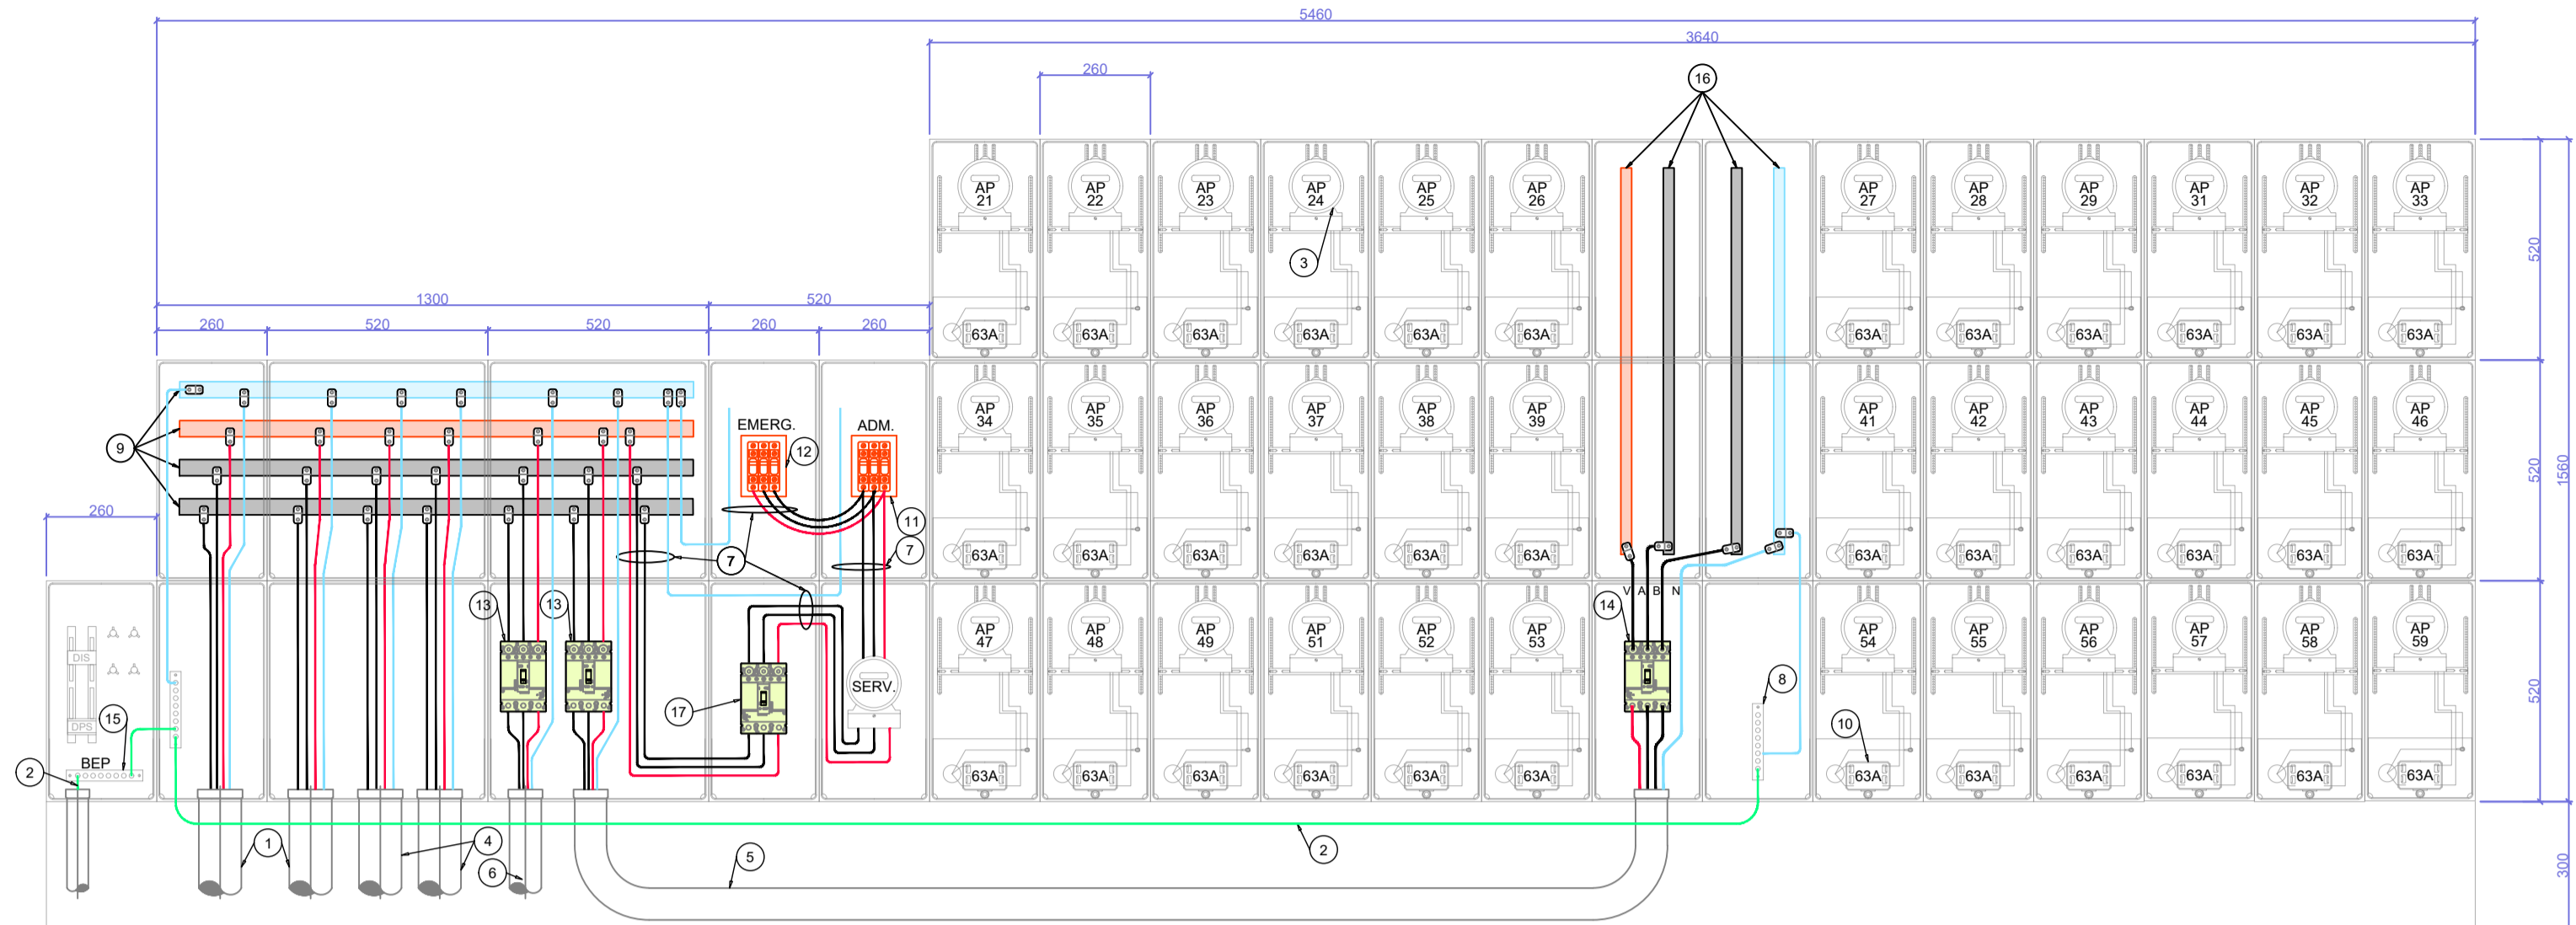 5460
3640
260
16
AP 21
AP 22
AP 23
AP 24
AP 25
AP 26
AP 27
AP 28
AP 29
AP 31
AP 32
AP 33
520
3
1300
520
260
520
520
260
260
63A
63A
63A
63A
63A
63A
63A
63A
63A
63A
63A
63A
9
EMERG.
12
ADM.
11
7
7
260
AP 34
AP 35
AP 36
AP 37
AP 38
AP 39
AP 41
AP 42
AP 43
AP 44
AP 45
AP 46
520
1560
63A
63A
63A
63A
63A
63A
63A
63A
63A
63A
63A
63A
V A B N
13
13
14
DIS
DPS
15
BEP
2
17
SERV.
AP 47
AP 48
AP 49
AP 51
AP 52
AP 53
8
AP 54
AP 55
AP 56
AP 57
AP 58
AP 59
520
10
63A
63A
63A
63A
63A
63A
63A
63A
63A
63A
63A
63A
1
4
6
5
2
300